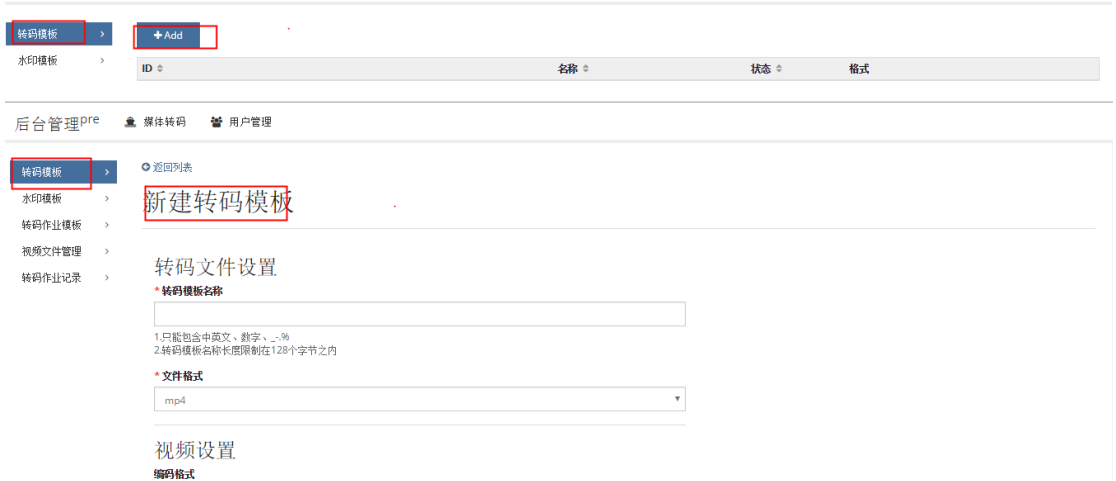 转码模板
Add
水印模板
ID 名称 状态 格式
后台管理pre 媒体转码 用户管理
转码模板
返回列表
水印模板
新建转码模板
转码作业模板
视频文件管理
转码作业记录
转码文件设置
*转码模板名称
1.只能包含中英文、数字、_-.%
2.转码模板名称长度限制在128个字节之内
*文件格式
mp4
视频设置
编码格式